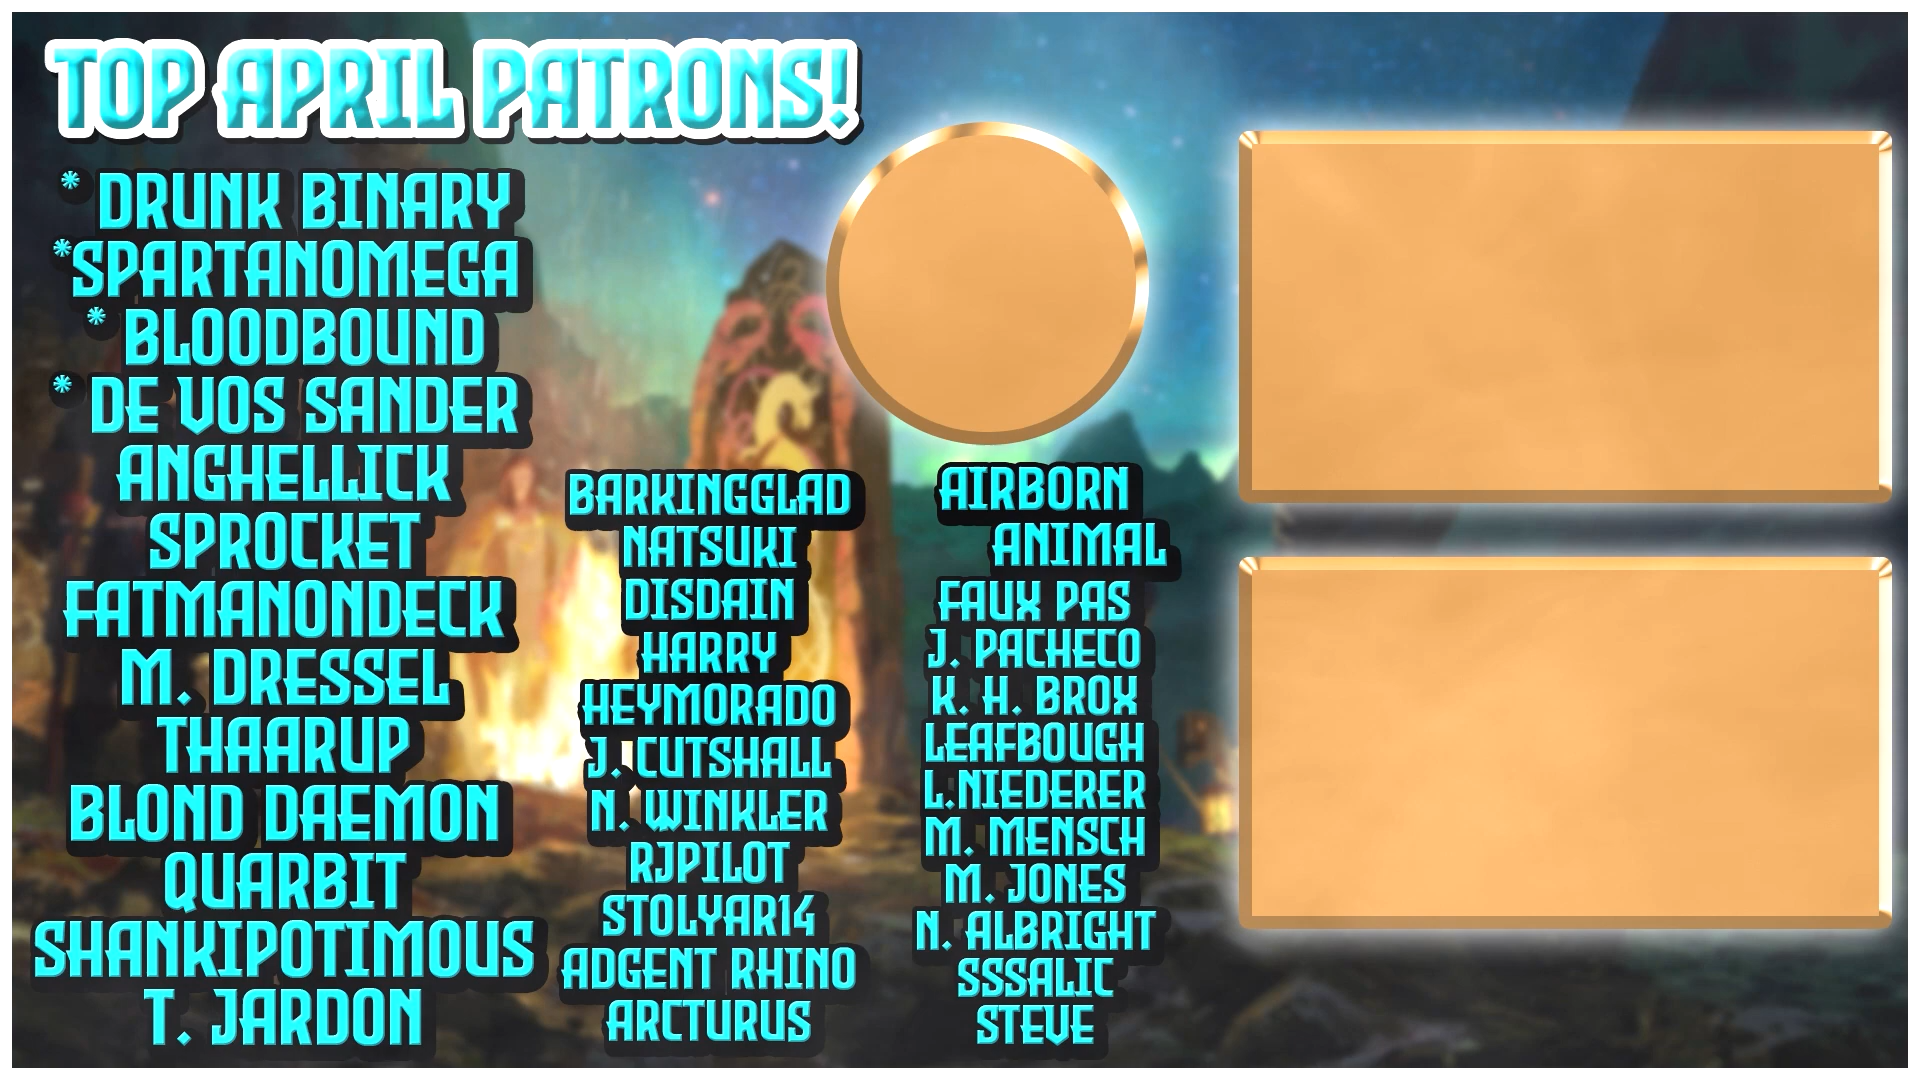 TOP APRIL PATRONS!
* DRUNK BINARY
*SPARTANOMEGA
* BLOODBOUND
* DE VOS SANDER
ANGHELLICK
SPROCKET
FATMANONDECK
M. DRESSEL
THAARUP
BLOND DAEMON
QUARBIT
SHANKIPOTIMOUS
T. JARDON
BARKINGGLAD
NATSUKI
DISDAIN
HARRY
HEYMORADO
J. CUTSHALL
N. WINKLER
RJPILOT
STOLYAR14
ADGENT RHINO
ARCTURUS
AIRBORN
ANIMAL
FAUX PAS
J. PACHECO
K. H. BROX
LEAFBOUGH
L.NIEDERER
M. MENSCH
M. JONES
N. ALBRIGHT
SSSALIC
STEVE